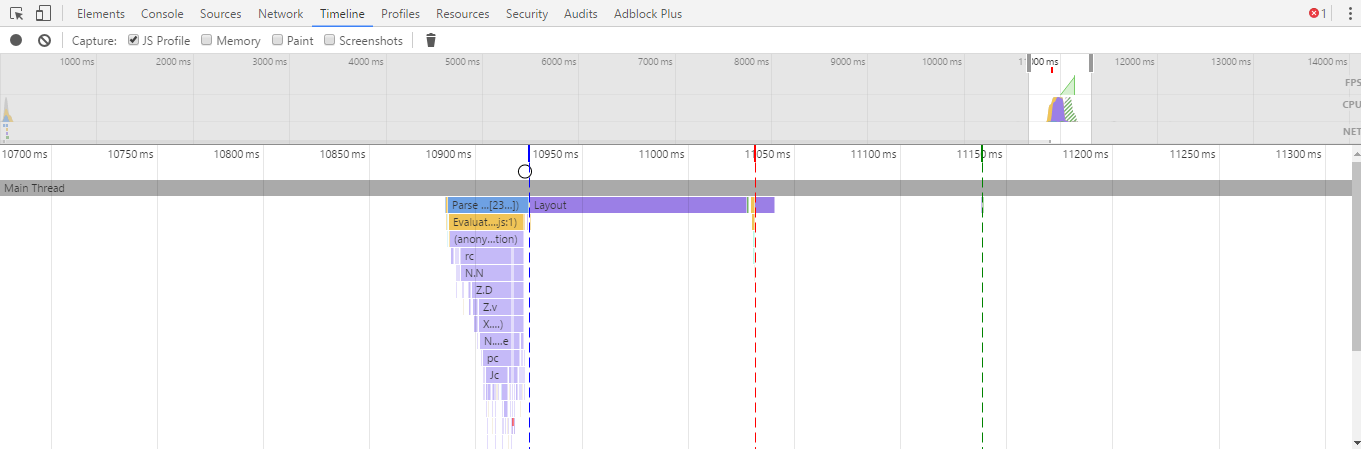 Elements Console Sources Network Timeline Profiles Resources Security Audits Adblock Plus 1
Capture: JS Profile Memory Paint Screenshots
1000 ms 2000 ms 3000 ms 4000 ms 5000 ms 6000 ms 7000 ms 8000 ms 9000 ms 10000 ms 11000 ms 12000 ms 13000 ms 14000 ms
FPS
CPU
NET
10700 ms 10750 ms 10800 ms 10850 ms 10900 ms 10950 ms 11000 ms 11050 ms 11100 ms 11150 ms 11200 ms 11250 ms 11300 ms
Main Thread
Parse ...[23...]) Layout
Evaluat....js:1)
(anony...tion)
rc
N.N
Z.D
Z.v
X....)
N....e
pc
Jc